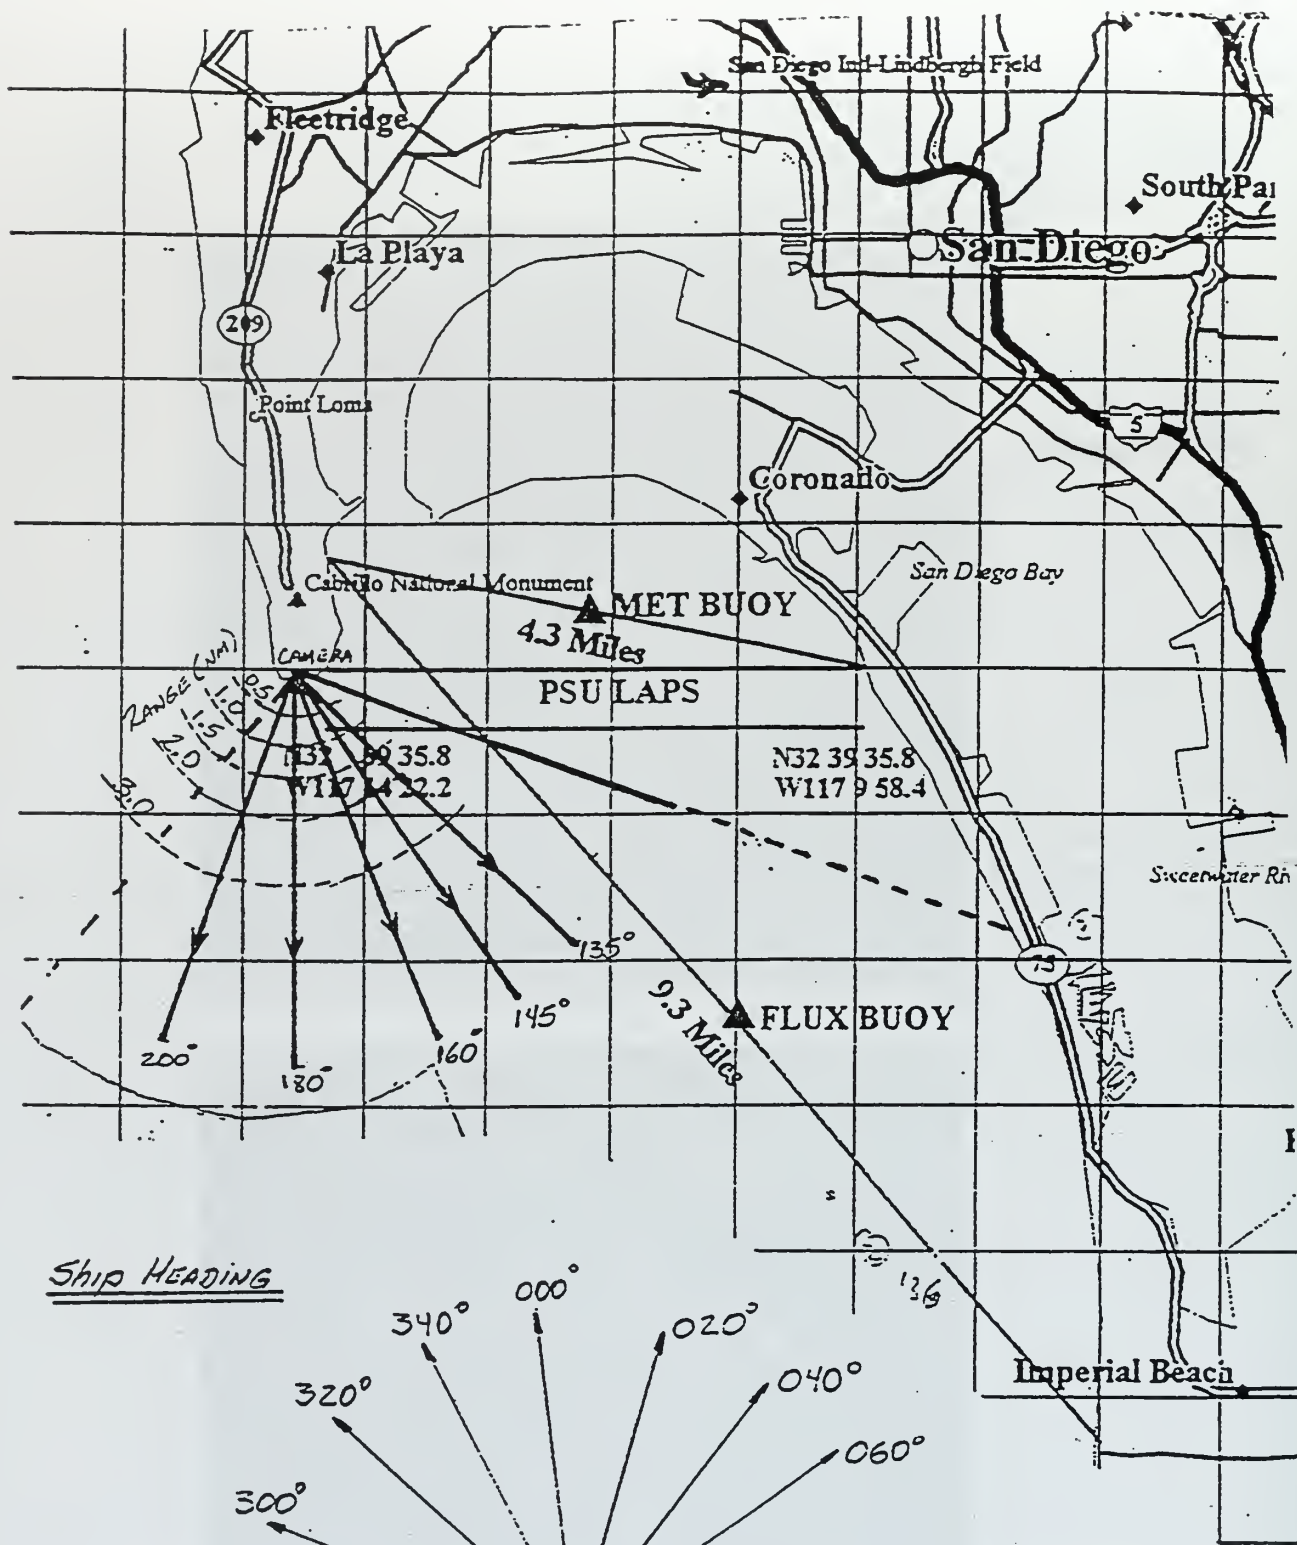 San Diego Intl-Lindbergh Field
Fleetridge
South Par
San Diego
La Playa
209
Point Loma
5
Coronado
San Diego Bay
Cabrillo National Monument
MET BUOY
4.3 Miles
CAMERA
RANGE (NM)
0.5
1.0
1.5
2.0
3.0
PSU LAPS
N32 39 35.8
W117 14 22.2
N32 39 35.8
W117 9 58.4
Sweetwater Riv
135°
75
145°
9.3 Miles
FLUX BUOY
160°
200°
180°
Ship HEADING
000°
340°
020°
320°
040°
Imperial Beach
060°
300°